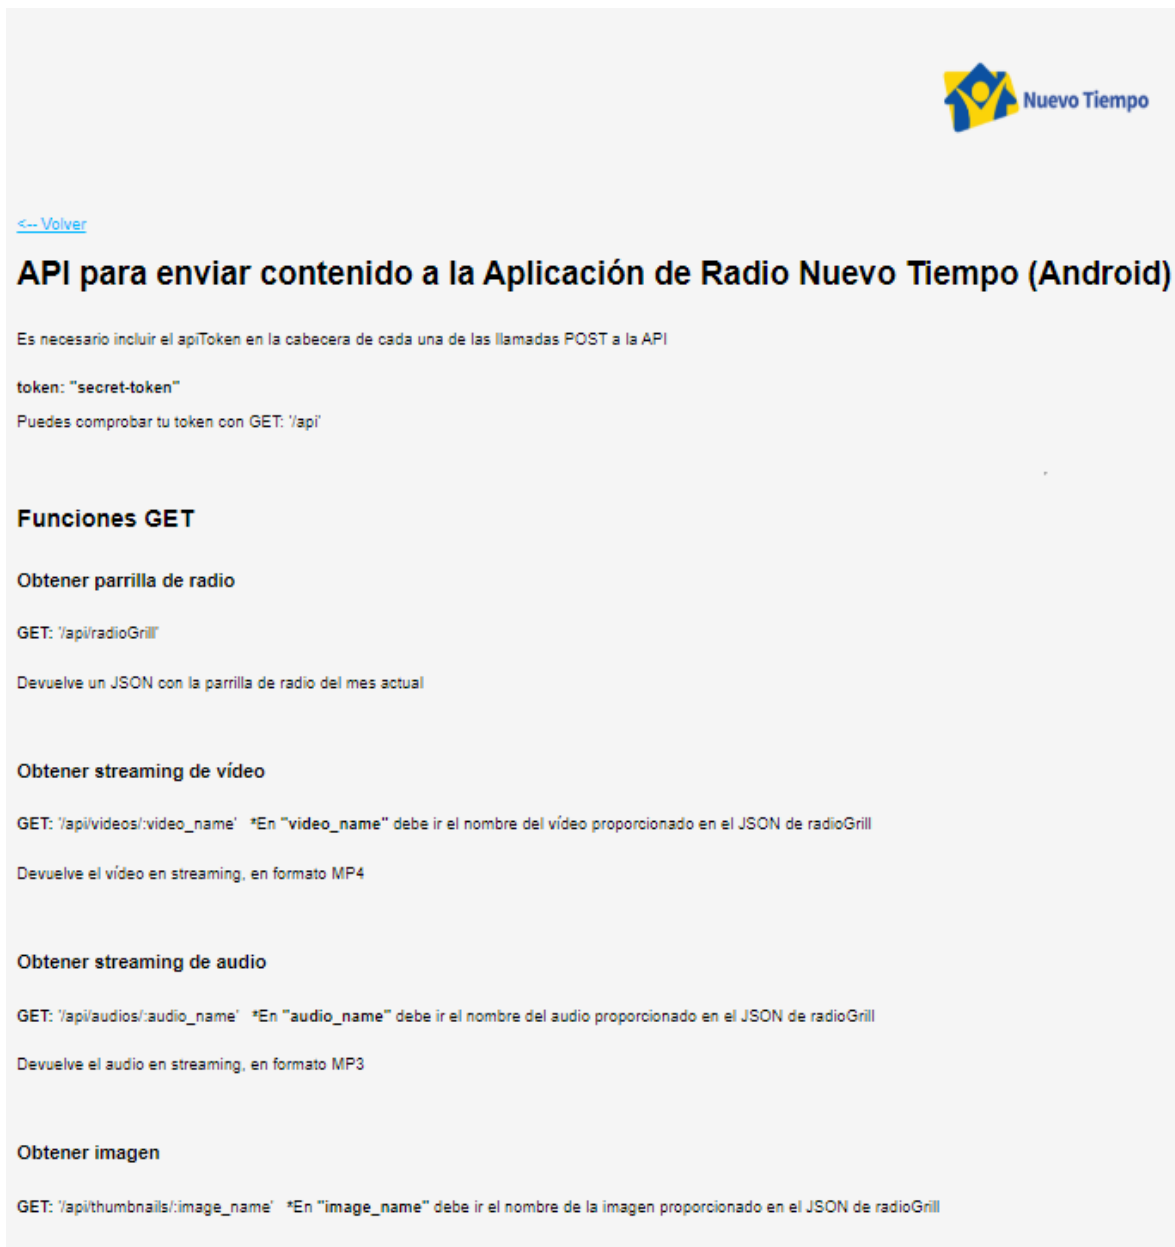 Nuevo Tiempo
<-- Volver
API para enviar contenido a la Aplicación de Radio Nuevo Tiempo (Android)
Es necesario incluir el apiToken en la cabecera de cada una de las llamadas POST a la API
token: "secret-token"
Puedes comprobar tu token con GET: '/api'
Funciones GET
Obtener parrilla de radio
GET: '/api/radioGrill'
Devuelve un JSON con la parrilla de radio del mes actual
Obtener streaming de vídeo
GET: '/api/videos/:video_name' *En "video_name" debe ir el nombre del vídeo proporcionado en el JSON de radioGrill
Devuelve el vídeo en streaming, en formato MP4
Obtener streaming de audio
GET: '/api/audios/:audio_name' *En "audio_name" debe ir el nombre del audio proporcionado en el JSON de radioGrill
Devuelve el audio en streaming, en formato MP3
Obtener imagen
GET: '/api/thumbnails/:image_name' *En "image_name" debe ir el nombre de la imagen proporcionado en el JSON de radioGrill